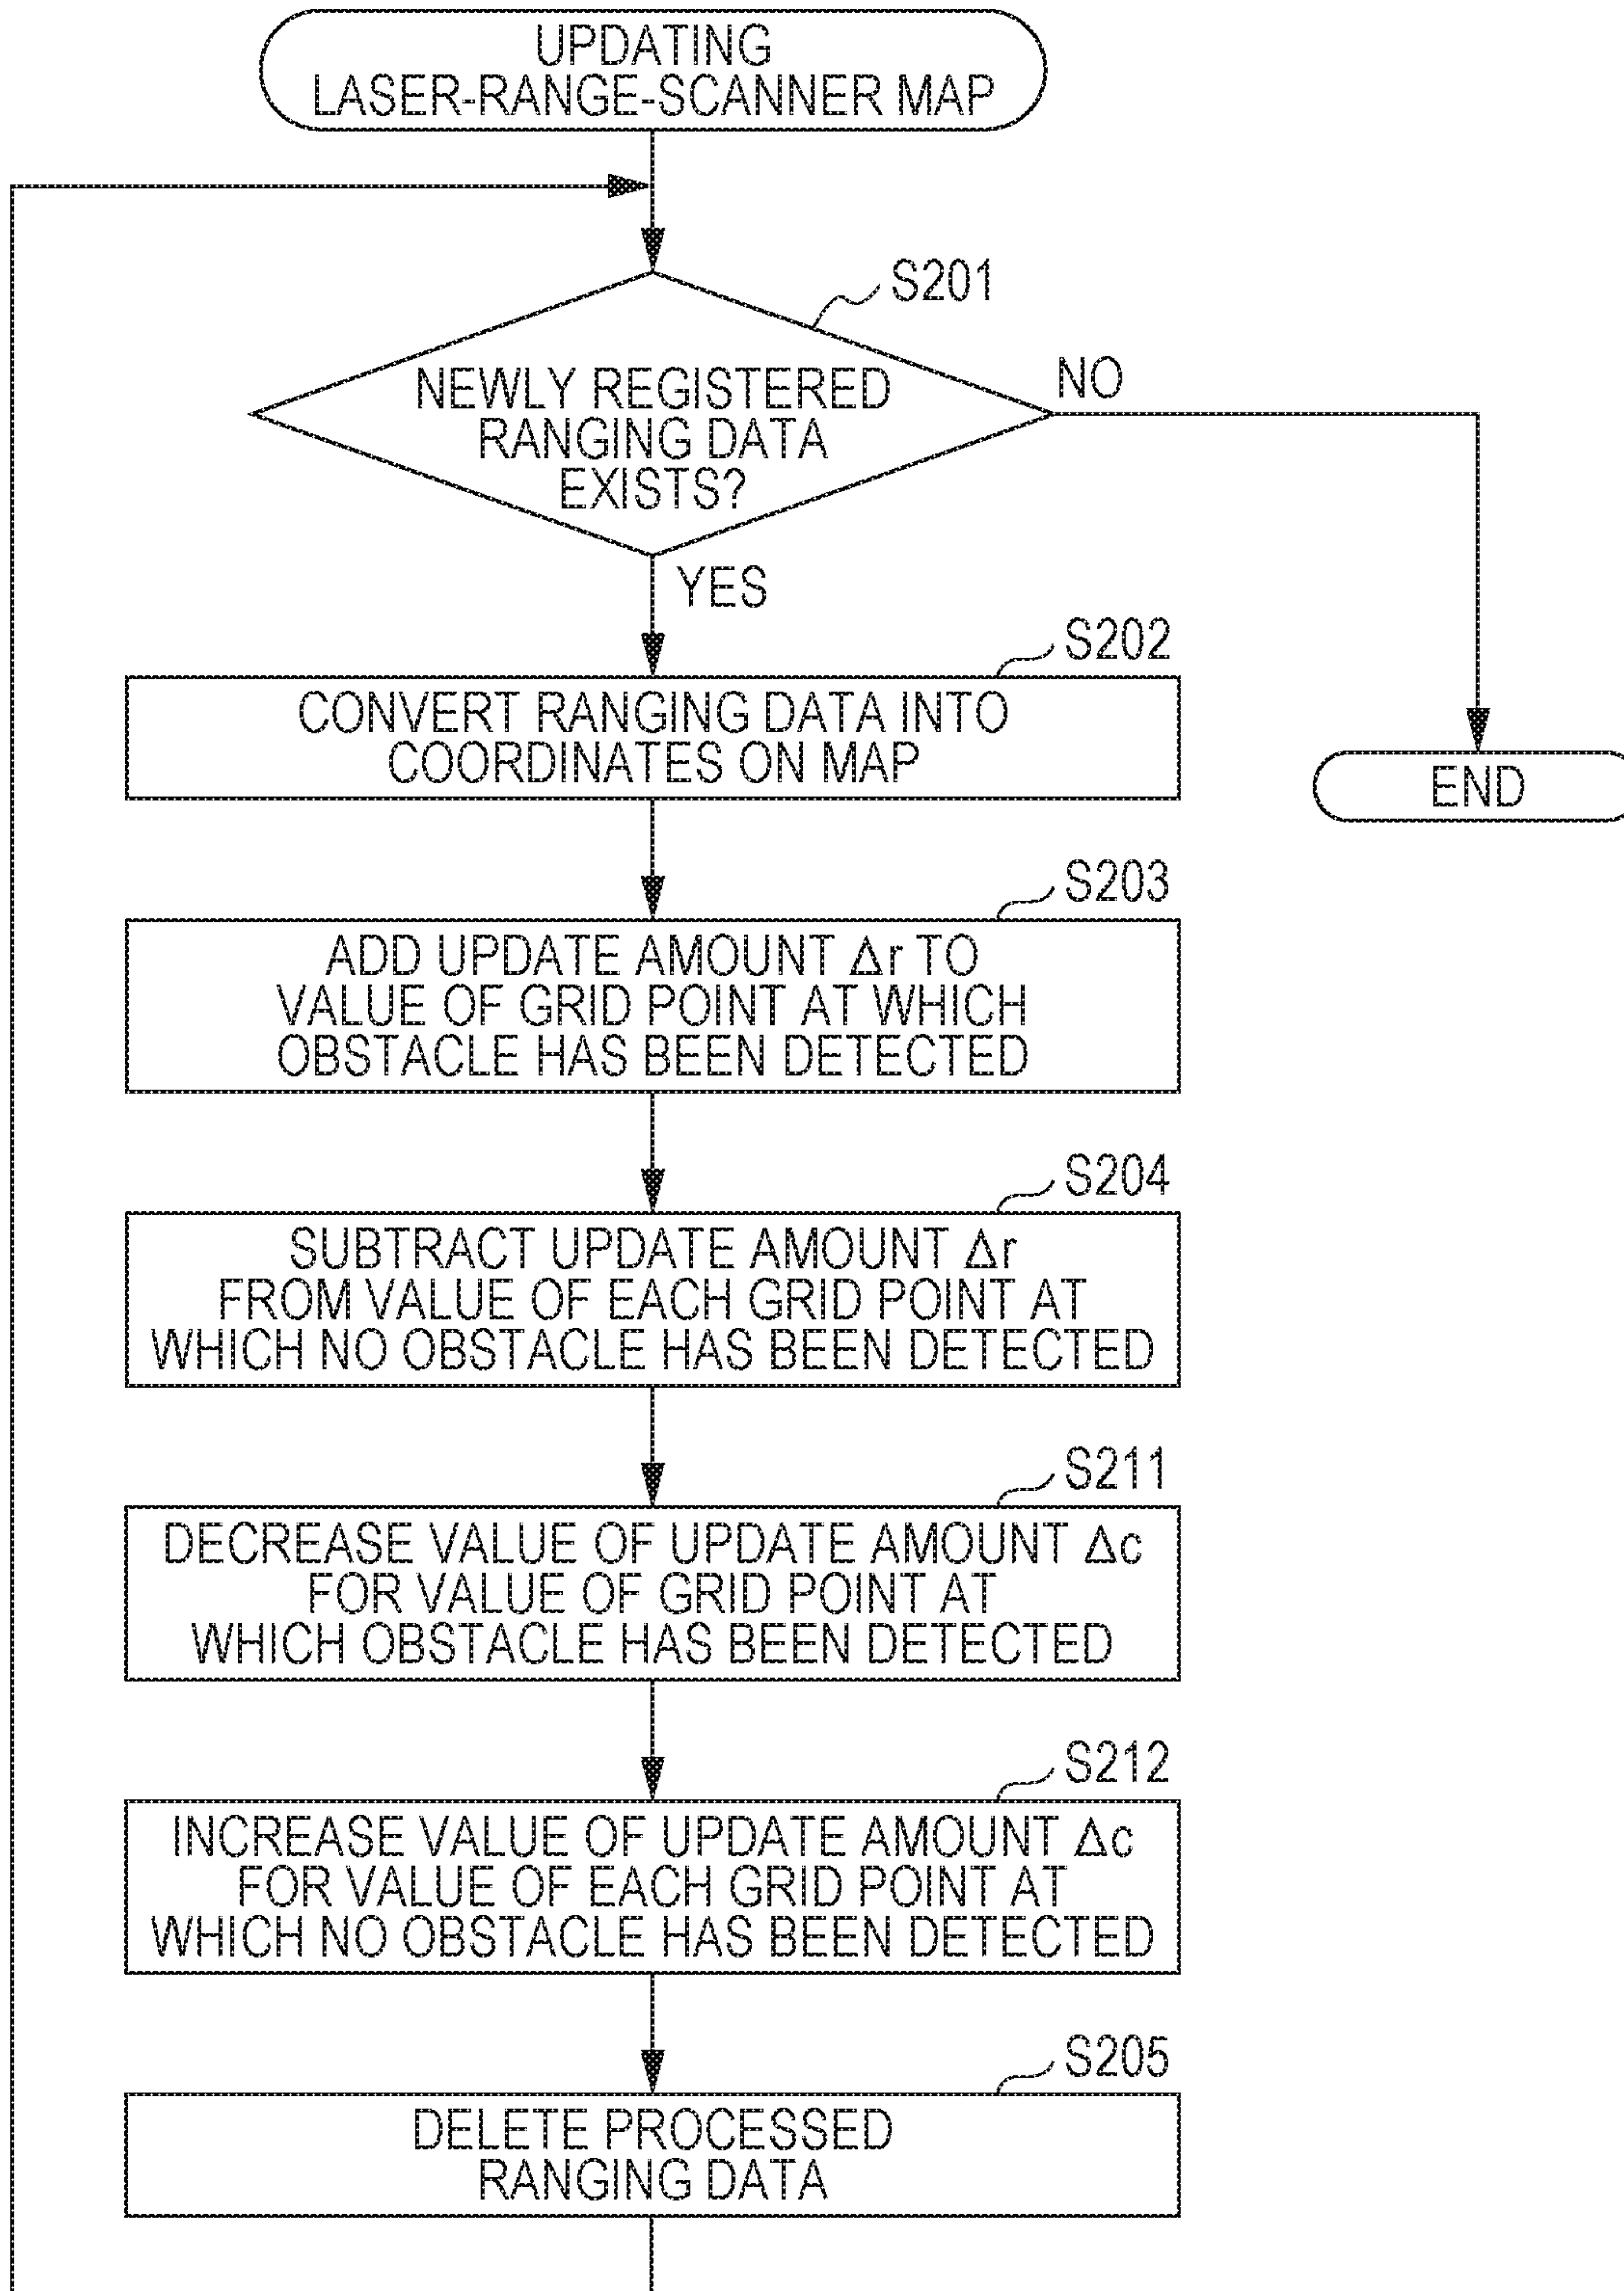 UPDATING
LASER-RANGE-SCANNER MAP
S201
NEWLY REGISTERED
RANGING DATA
EXISTS?
NO
YES
S202
CONVERT RANGING DATA INTO
COORDINATES ON MAP
END
S203
ADD UPDATE AMOUNT Δr TO
VALUE OF GRID POINT AT WHICH
OBSTACLE HAS BEEN DETECTED
S204
SUBTRACT UPDATE AMOUNT Δr
FROM VALUE OF EACH GRID POINT AT
WHICH NO OBSTACLE HAS BEEN DETECTED
S211
DECREASE VALUE OF UPDATE AMOUNT Δc
FOR VALUE OF GRID POINT AT
WHICH OBSTACLE HAS BEEN DETECTED
S212
INCREASE VALUE OF UPDATE AMOUNT Δc
FOR VALUE OF EACH GRID POINT AT
WHICH NO OBSTACLE HAS BEEN DETECTED
S205
DELETE PROCESSED
RANGING DATA